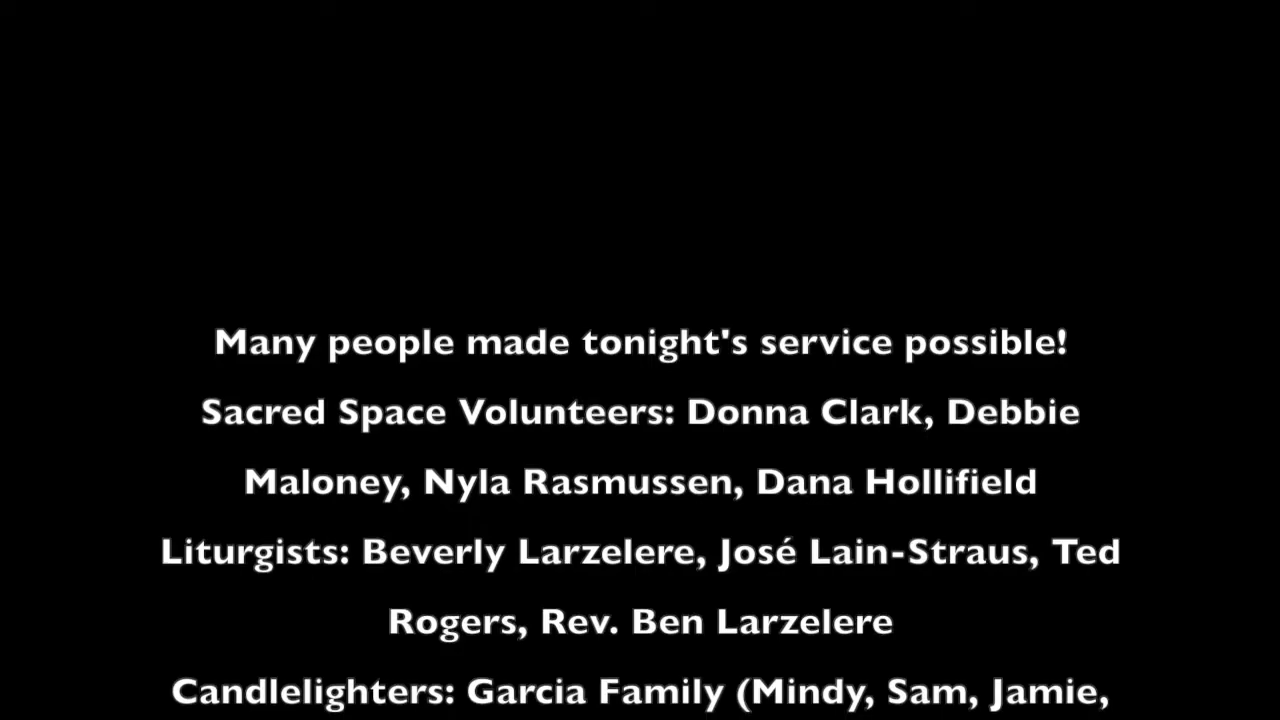 Many people made tonight's service possible!
Sacred Space Volunteers: Donna Clark, Debbie
Maloney, Nyla Rasmussen, Dana Hollifield
Liturgists: Beverly Larzelere, José Lain-Straus, Ted
Rogers, Rev. Ben Larzelere
Candlelighters: Garcia Family (Mindy, Sam, Jamie,